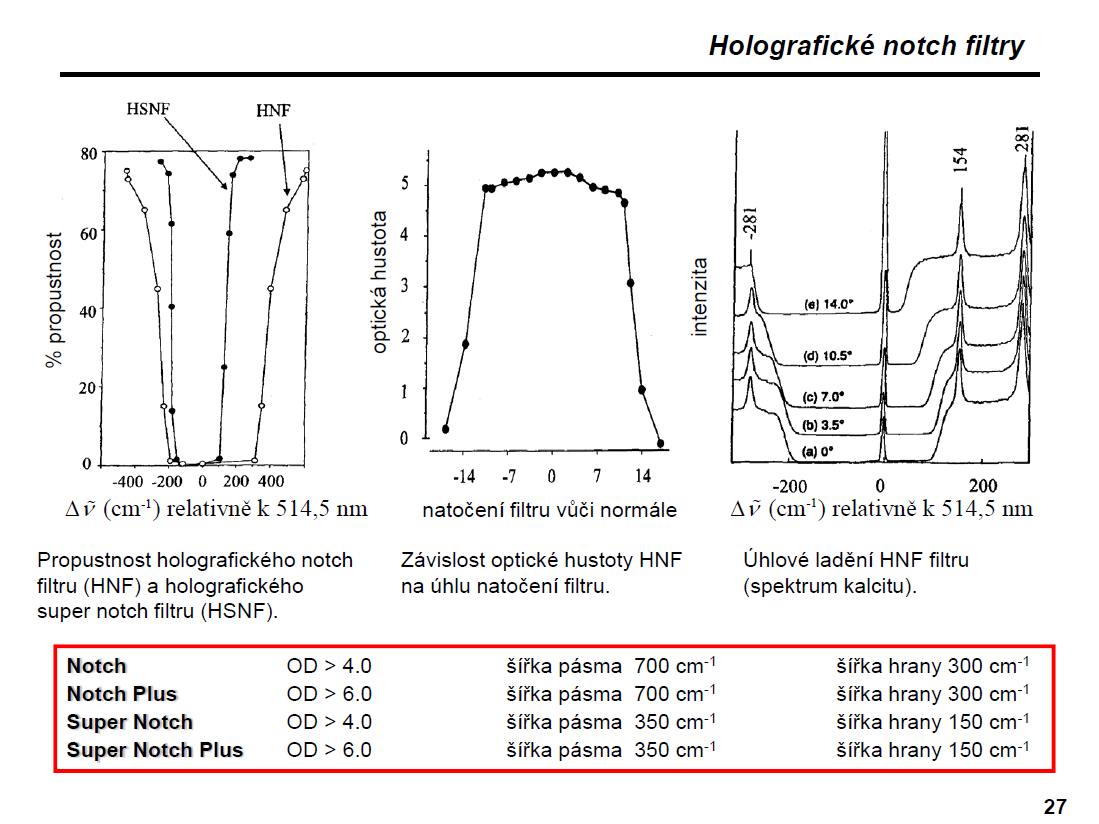 Holografické notch filtry
HSNF
HNF
80
60
40
20
0
% propustnost
-400 -200 0 200 400
Δṽ (cm-1) relativně k 514,5 nm
5
4
3
2
1
0
optická hustota
-14 -7 0 7 14
natočení filtru vůči normále
intenzita
-281
154
281
(e) 14.0°
(d) 10.5°
(c) 7.0°
(b) 3.5°
(a) 0°
-200 0 200
Δṽ (cm-1) relativně k 514,5 nm
Propustnost holografického notch
filtru (HNF) a holografického
super notch filtru (HSNF).
Závislost optické hustoty HNF
na úhlu natočení filtru.
Úhlové ladění HNF filtru
(spektrum kalcitu).
Notch OD > 4.0 šířka pásma 700 cm-1 šířka hrany 300 cm-1
Notch Plus OD > 6.0 šířka pásma 700 cm-1 šířka hrany 300 cm-1
Super Notch OD > 4.0 šířka pásma 350 cm-1 šířka hrany 150 cm-1
Super Notch Plus OD > 6.0 šířka pásma 350 cm-1 šířka hrany 150 cm-1
27